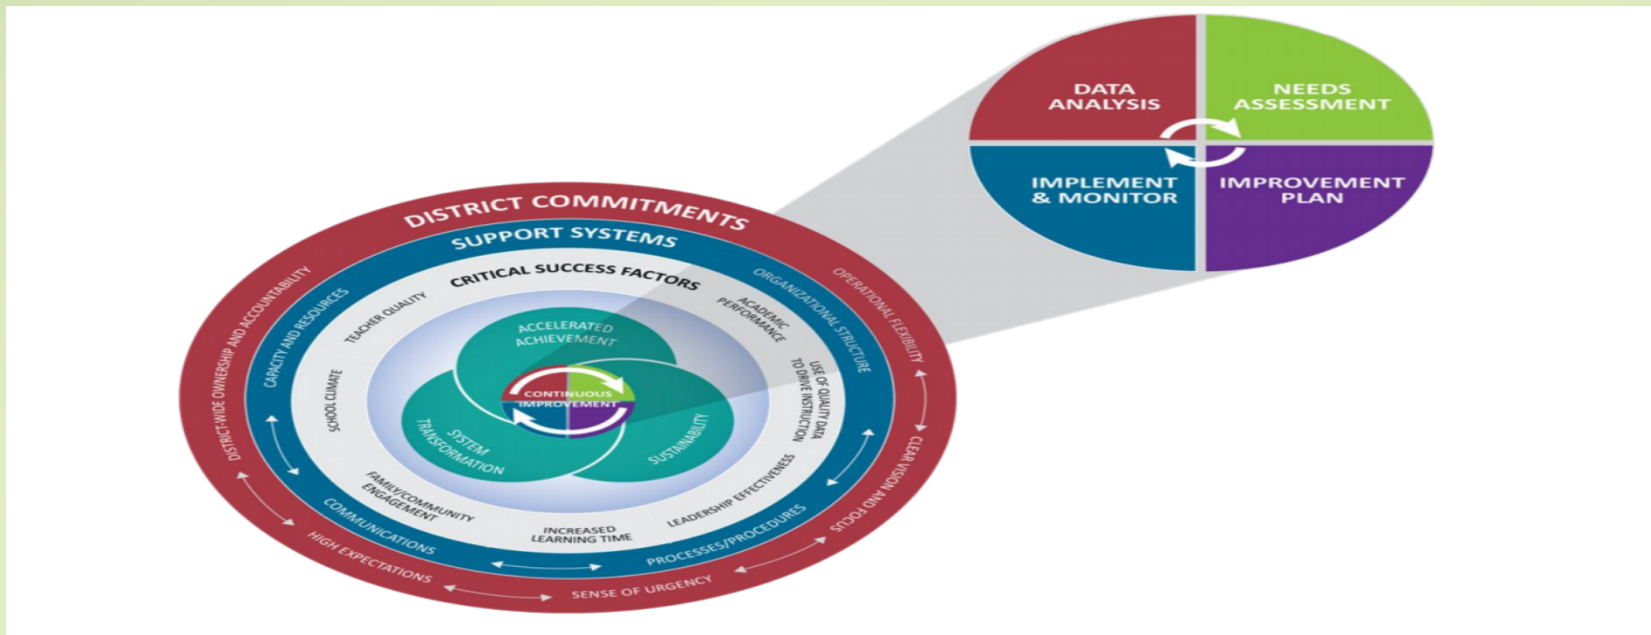 DATA
ANALYSIS
NEEDS
ASSESSMENT
IMPLEMENT
& MONITOR
IMPROVEMENT
PLAN
DISTRICT COMMITMENTS
OPERATIONAL FLEXIBILITY
CLEAR VISION AND FOCUS
SENSE OF URGENCY
HIGH EXPECTATIONS
DISTRICT-WIDE OWNERSHIP AND ACCOUNTABILITY
SUPPORT SYSTEMS
ORGANIZATIONAL STRUCTURE
PROCESSES/PROCEDURES
COMMUNICATIONS
CAPACITY AND RESOURCES
CRITICAL SUCCESS FACTORS
ACADEMIC
PERFORMANCE
USE OF QUALITY DATA
TO DRIVE INSTRUCTION
LEADERSHIP EFFECTIVENESS
INCREASED
LEARNING TIME
FAMILY/COMMUNITY
ENGAGEMENT
SCHOOL CLIMATE
TEACHER QUALITY
ACCELERATED
ACHIEVEMENT
SUSTAINABILITY
SYSTEM
TRANSFORMATION
CONTINUOUS
IMPROVEMENT